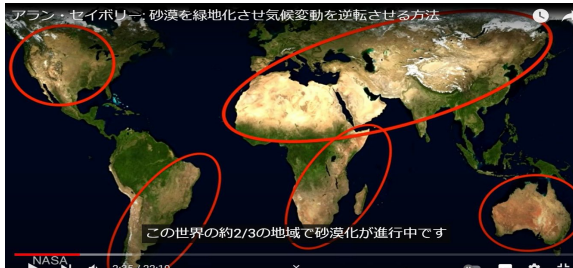 アラン・セイボリー: 砂漠を緑地化させ気候変動を逆転させる方法
この世界の約2/3の地域で砂漠化が進行中です
NASA